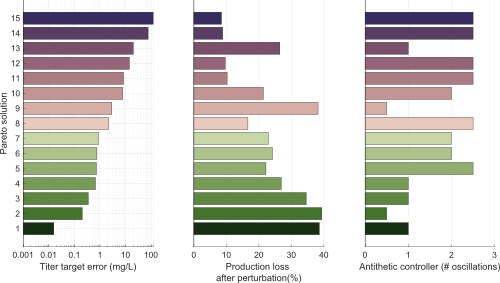 Pareto solution
15
14
13
12
11
10
9
8
7
6
5
4
3
2
1
0.001 0.01 0.1 1 10 100
Titer target error (mg/L)
0 10 20 30 40
Production loss
after perturbation(%)
0 1 2 3
Antithetic controller (# oscillations)